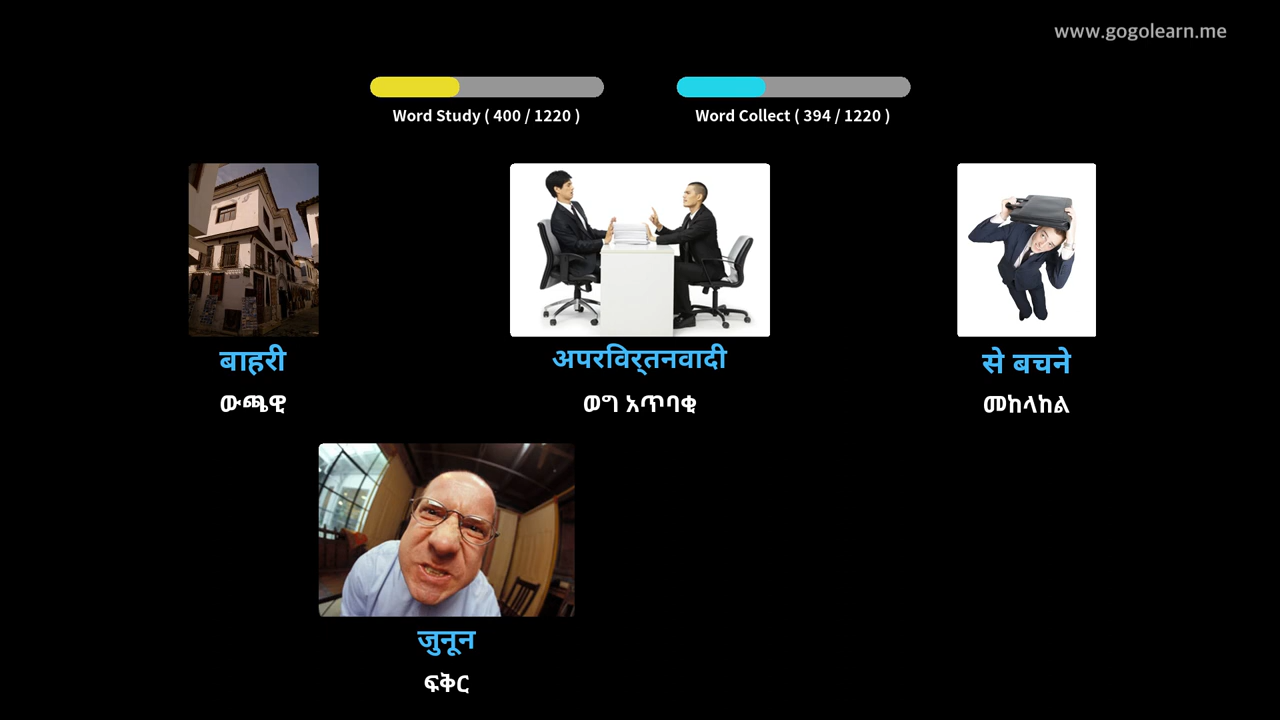 www.gogolearn.me
Word Study ( 400 / 1220 )
Word Collect ( 394 / 1220 )
बाहरी
ውጫዊ
अपरविर्तनवादी
ወግ አጥባቂ
से बचने
መከላከል
जुनून
ፍቅር